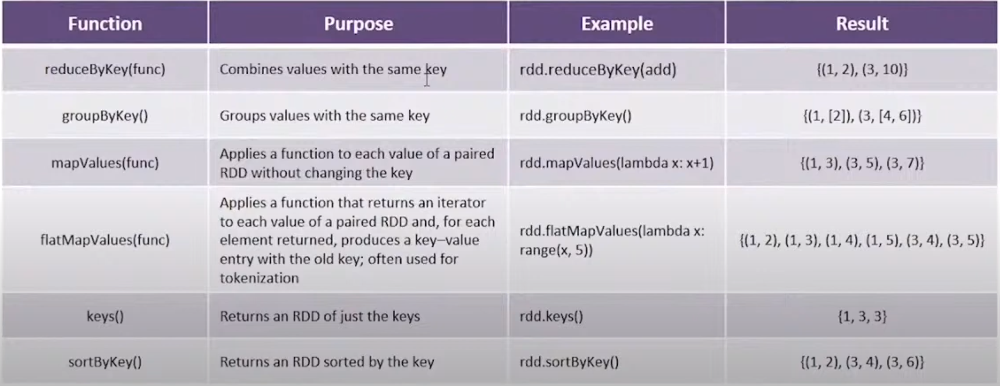 Function Purpose Example Result
reduceByKey(func) Combines values with the same key rdd.reduceByKey(add) {(1, 2), (3, 10)}
groupByKey() Groups values with the same key rdd.groupByKey() {(1, [2]), (3, [4, 6])}
mapValues(func)
Applies a function to each value of a paired
RDD without changing the key
rdd.mapValues(lambda x: x+1) {(1, 3), (3, 5), (3, 7)}
flatMapValues(func)
Applies a function that returns an iterator
to each value of a paired RDD and, for each
element returned, produces a key–value
entry with the old key; often used for
tokenization
rdd.flatMapValues(lambda x:
range(x, 5))
{(1, 2), (1, 3), (1, 4), (1, 5), (3, 4), (3, 5)}
keys() Returns an RDD of just the keys rdd.keys() {1, 3, 3}
sortByKey() Returns an RDD sorted by the key rdd.sortByKey() {(1, 2), (3, 4), (3, 6)}